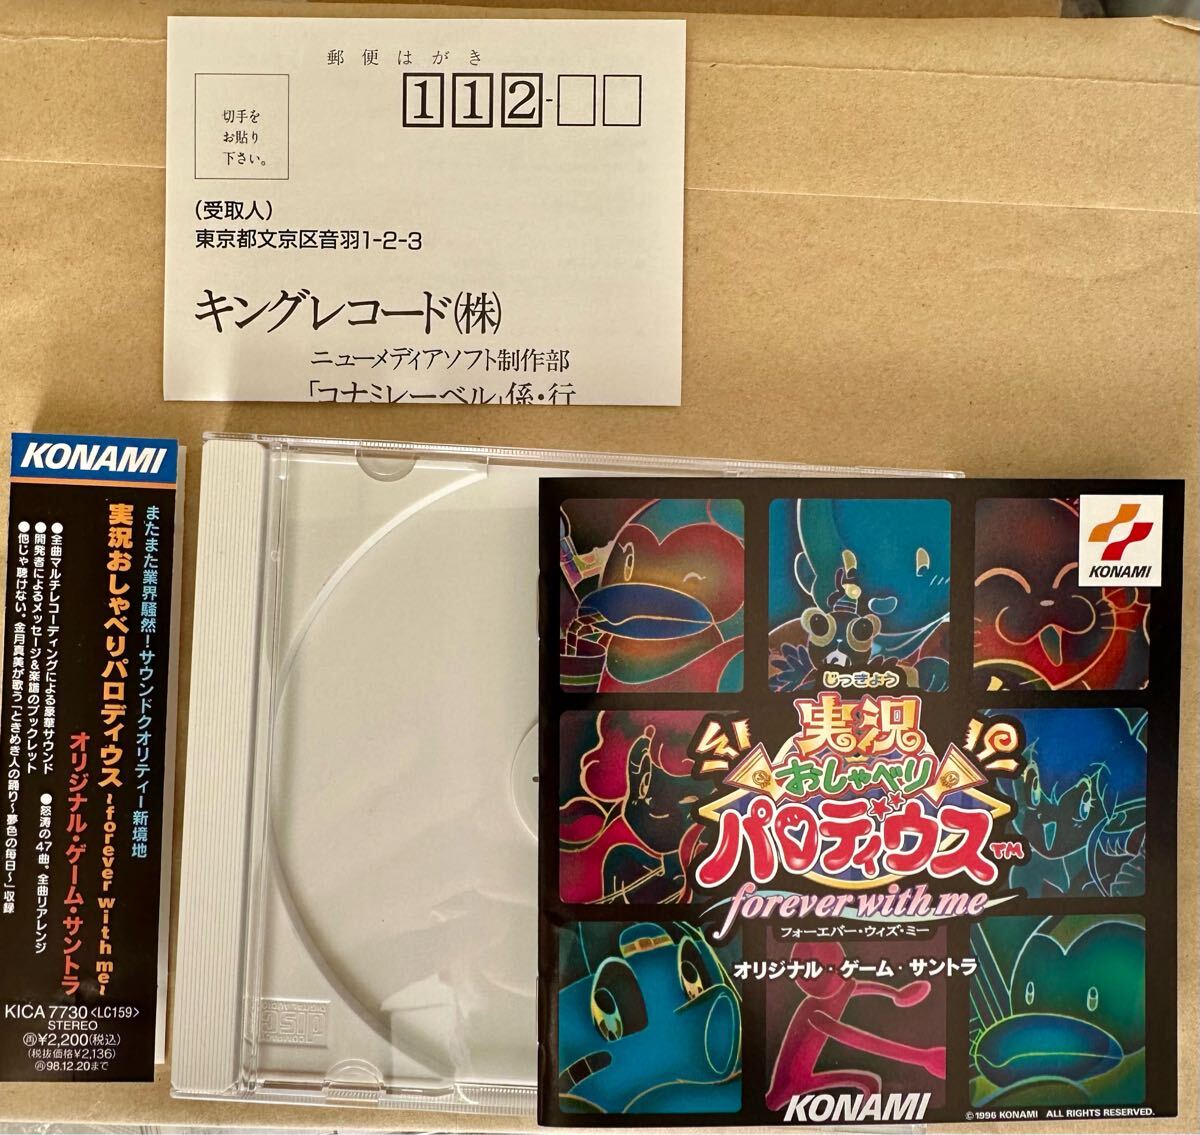 郵便はがき
切手を
お貼り
下さい。
112-
(受取人)
東京都文京区音羽1-2-3
キングレコード(株)
ニューメディアソフト制作部
「コナミレーベル」係・行
KONAMI
またまた業界騒然!サウンドクオリティー新境地
実況おしゃべりパロディウス~forever with me~
オリジナル・ゲーム・サントラ
●全曲マルチレコーディングによる豪華サウンド ●怒涛の47曲。全曲リアレンジ
●開発者によるメッセージ&楽譜のブックレット
●他じゃ聴けない。金月真美が歌う「ときめき人の踊り~夢色の毎日~」収録
KICA 7730 <LC159>
STEREO
㊐¥2,200(税込)
(税抜価格¥2,136)
㊐98.12.20まで
KONAMI
じっきょう
実況
おしゃべり
パロディウス™
forever with me
フォーエバー・ウィズ・ミー
オリジナル・ゲーム・サントラ
KONAMI
©1996 KONAMI ALL RIGHTS RESERVED.